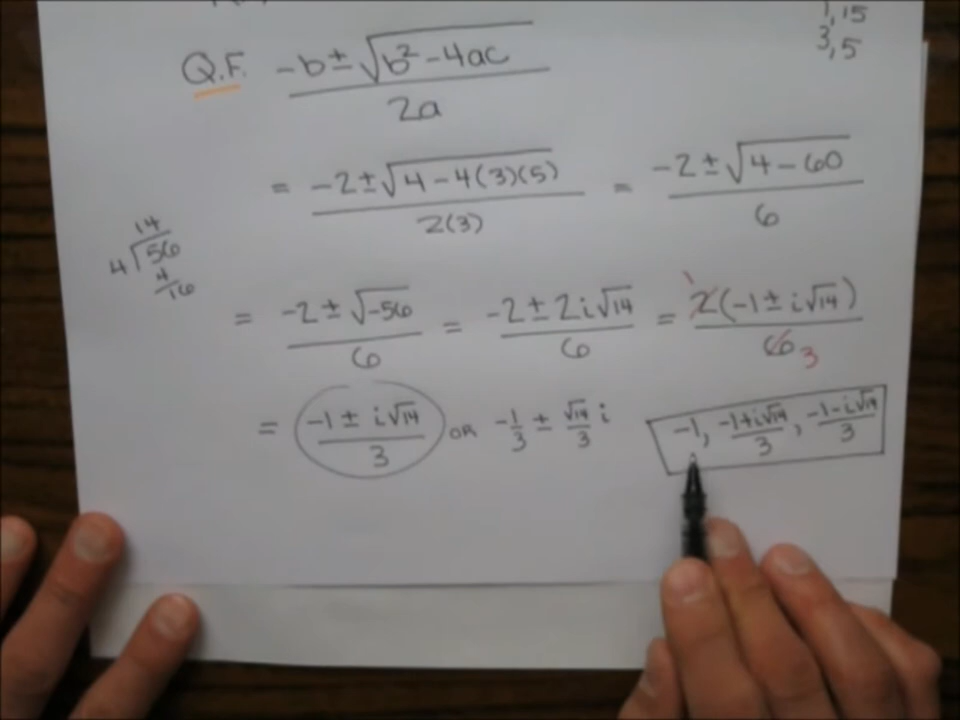 1, 15
3, 5
Q.F. -b ± √(b² - 4ac) / 2a
= -2 ± √(4 - 4(3)(5)) / 2(3) = -2 ± √(4 - 60) / 6
14
4 ⟌ 56
4
16
= -2 ± √-56 / 6 = -2 ± 2i√14 / 6 = 1 2(-1 ± i√14) / 6 3
= -1 ± i√14 / 3 OR -1/3 ± √14/3 i
-1, -1+i√14 / 3, -1-i√14 / 3